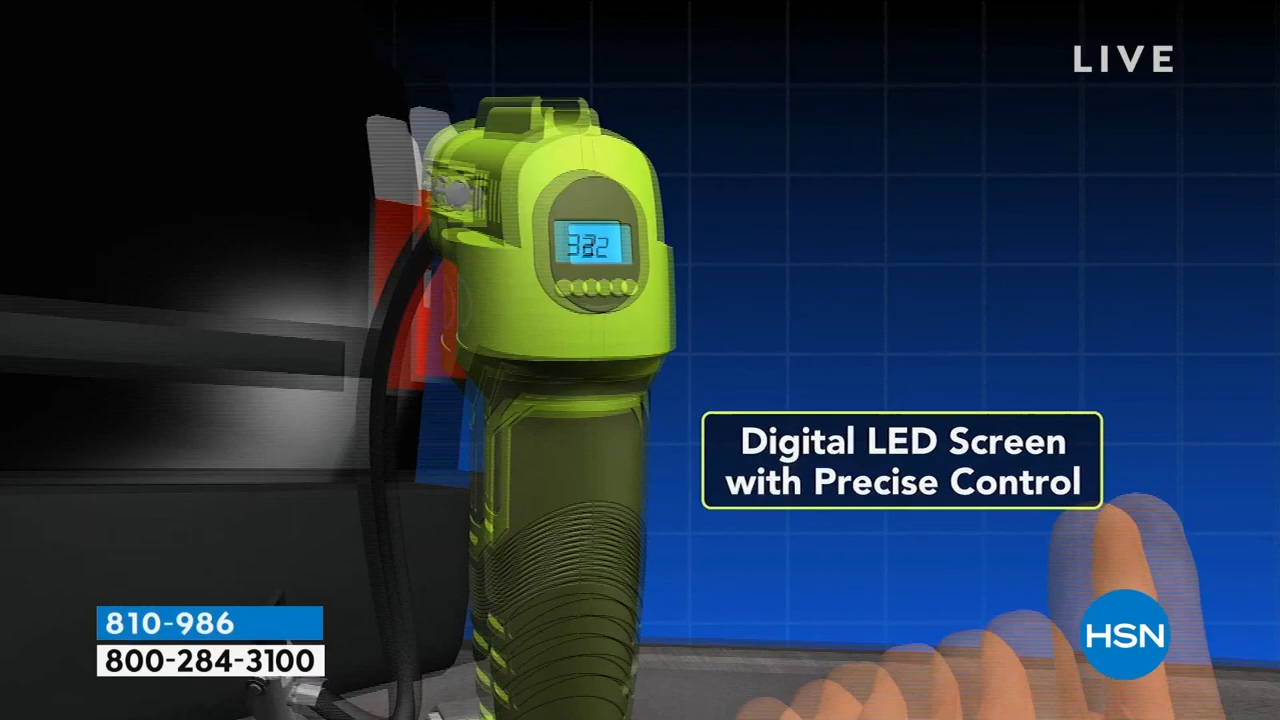 LIVE
Digital LED Screen
with Precise Control
810-986
800-284-3100
HSN